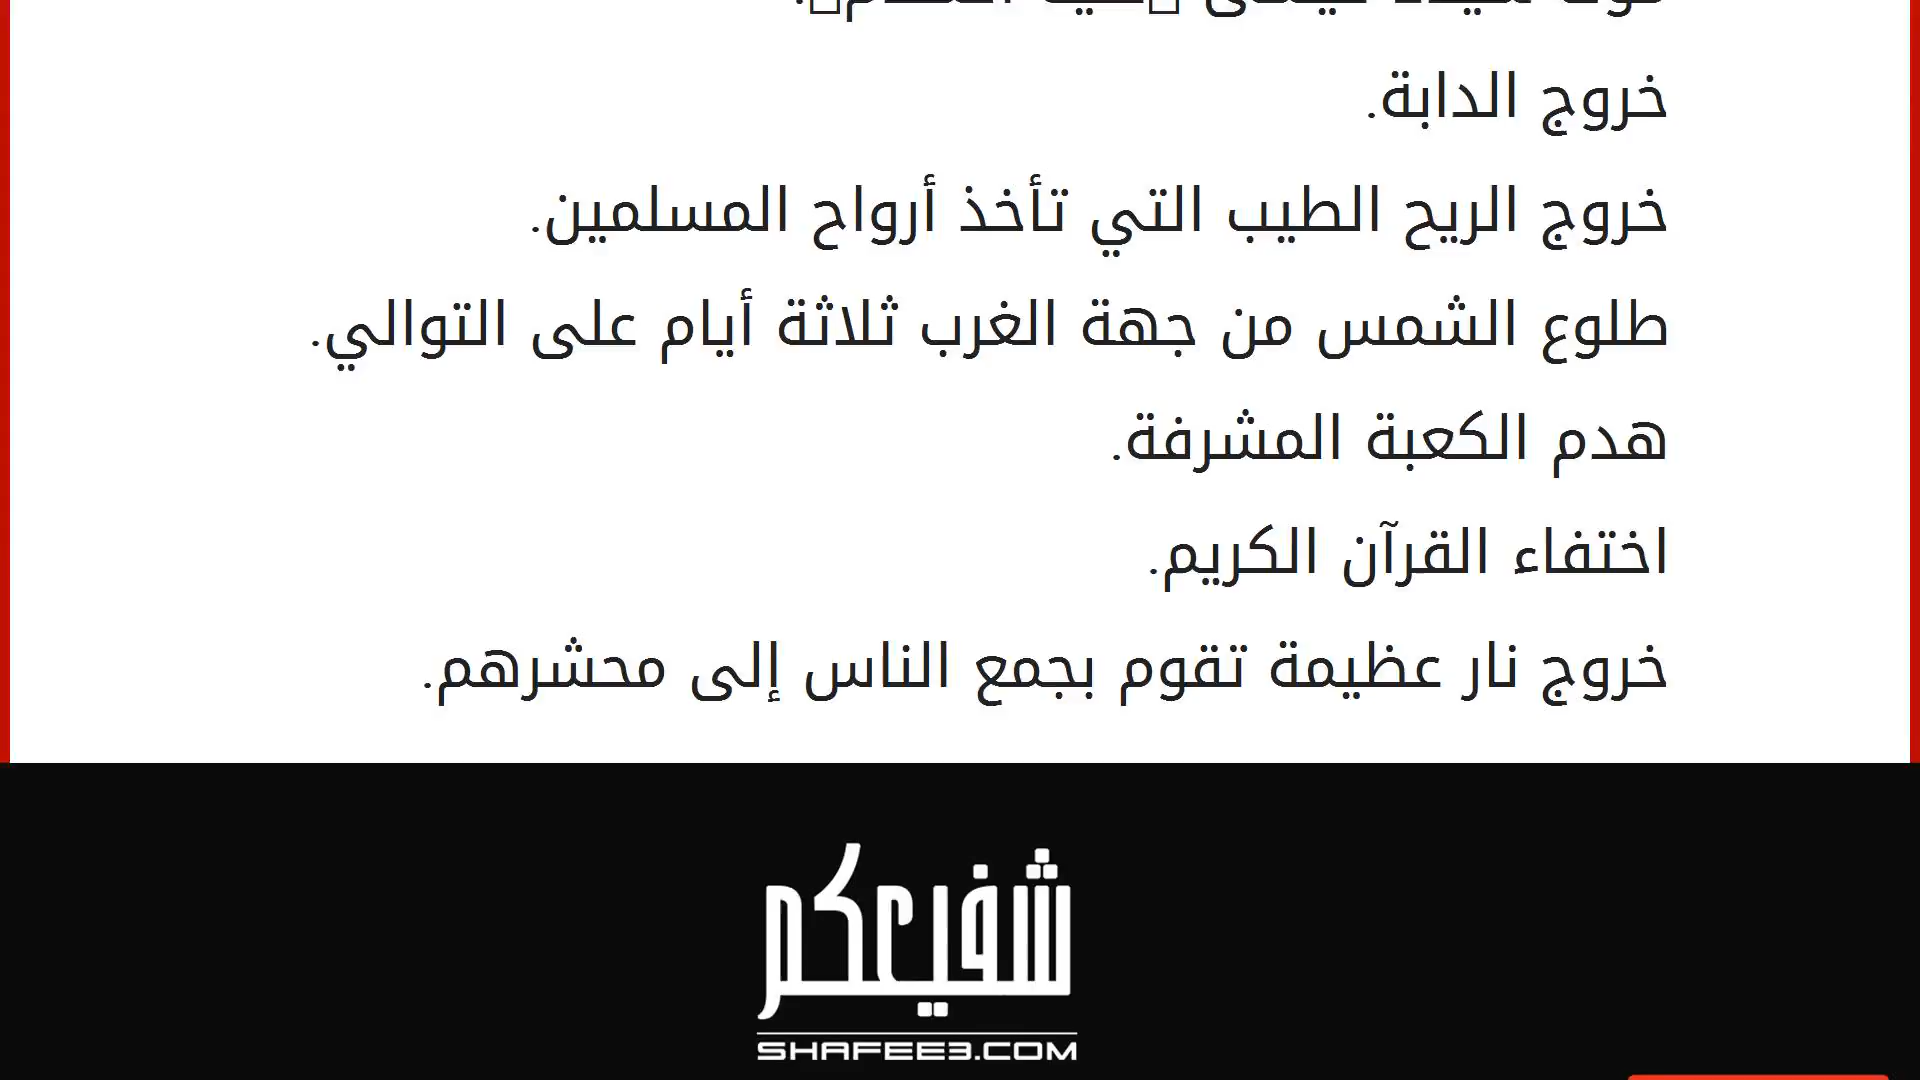 خروج الدابة.
خروج الريح الطيب التي تأخذ أرواح المسلمين.
طلوع الشمس من جهة الغرب ثلاثة أيام على التوالي.
هدم الكعبة المشرفة.
اختفاء القرآن الكريم.
خروج نار عظيمة تقوم بجمع الناس إلى محشرهم.
شفيعكم
SHAFEE3.COM